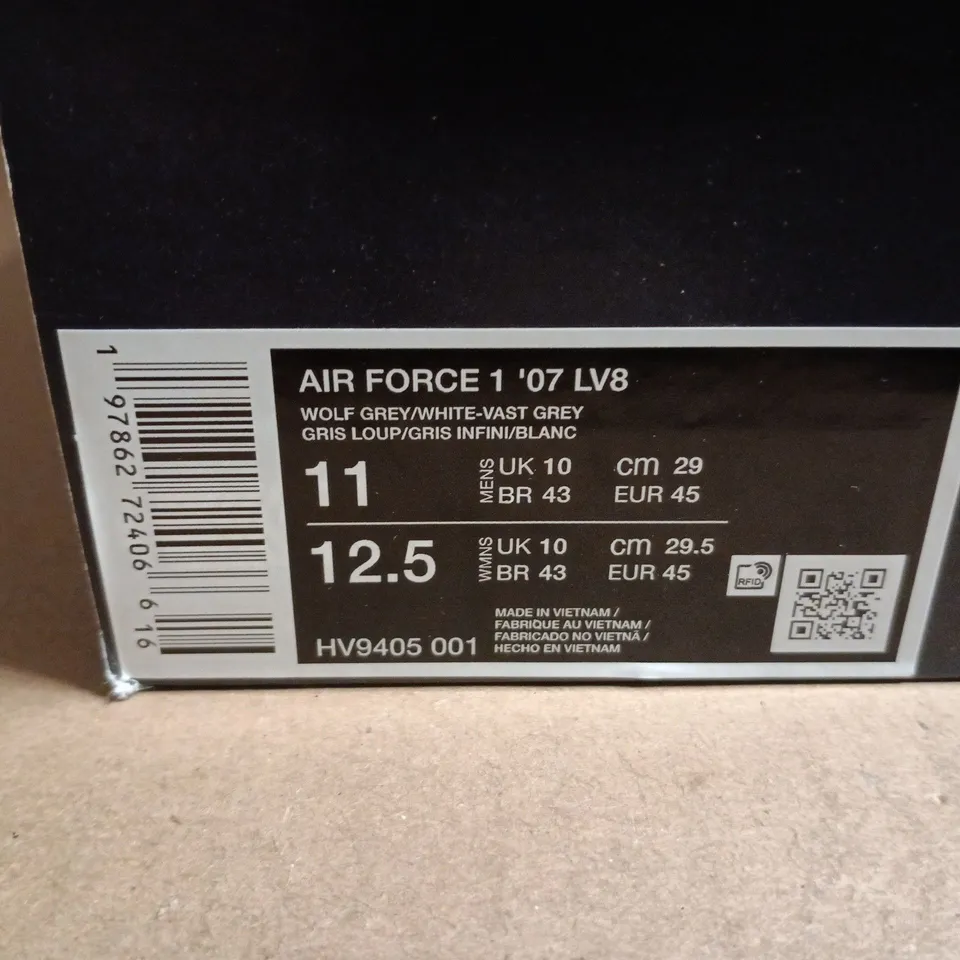 1 97862 72406 6 16
AIR FORCE 1 '07 LV8
WOLF GREY/WHITE-VAST GREY
GRIS LOUP/GRIS INFINI/BLANC
11 MENS UK 10 cm 29
BR 43 EUR 45
12.5 WMNS UK 10 cm 29.5
BR 43 EUR 45
RFID
MADE IN VIETNAM /
FABRIQUE AU VIETNAM /
FABRICADO NO VIETNÃ /
HECHO EN VIETNAM
HV9405 001